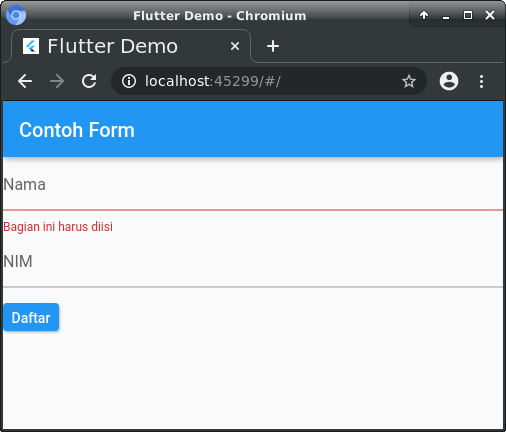 Flutter Demo - Chromium
Flutter Demo
localhost:45299/#/
Contoh Form
Nama
Bagian ini harus diisi
NIM
Daftar